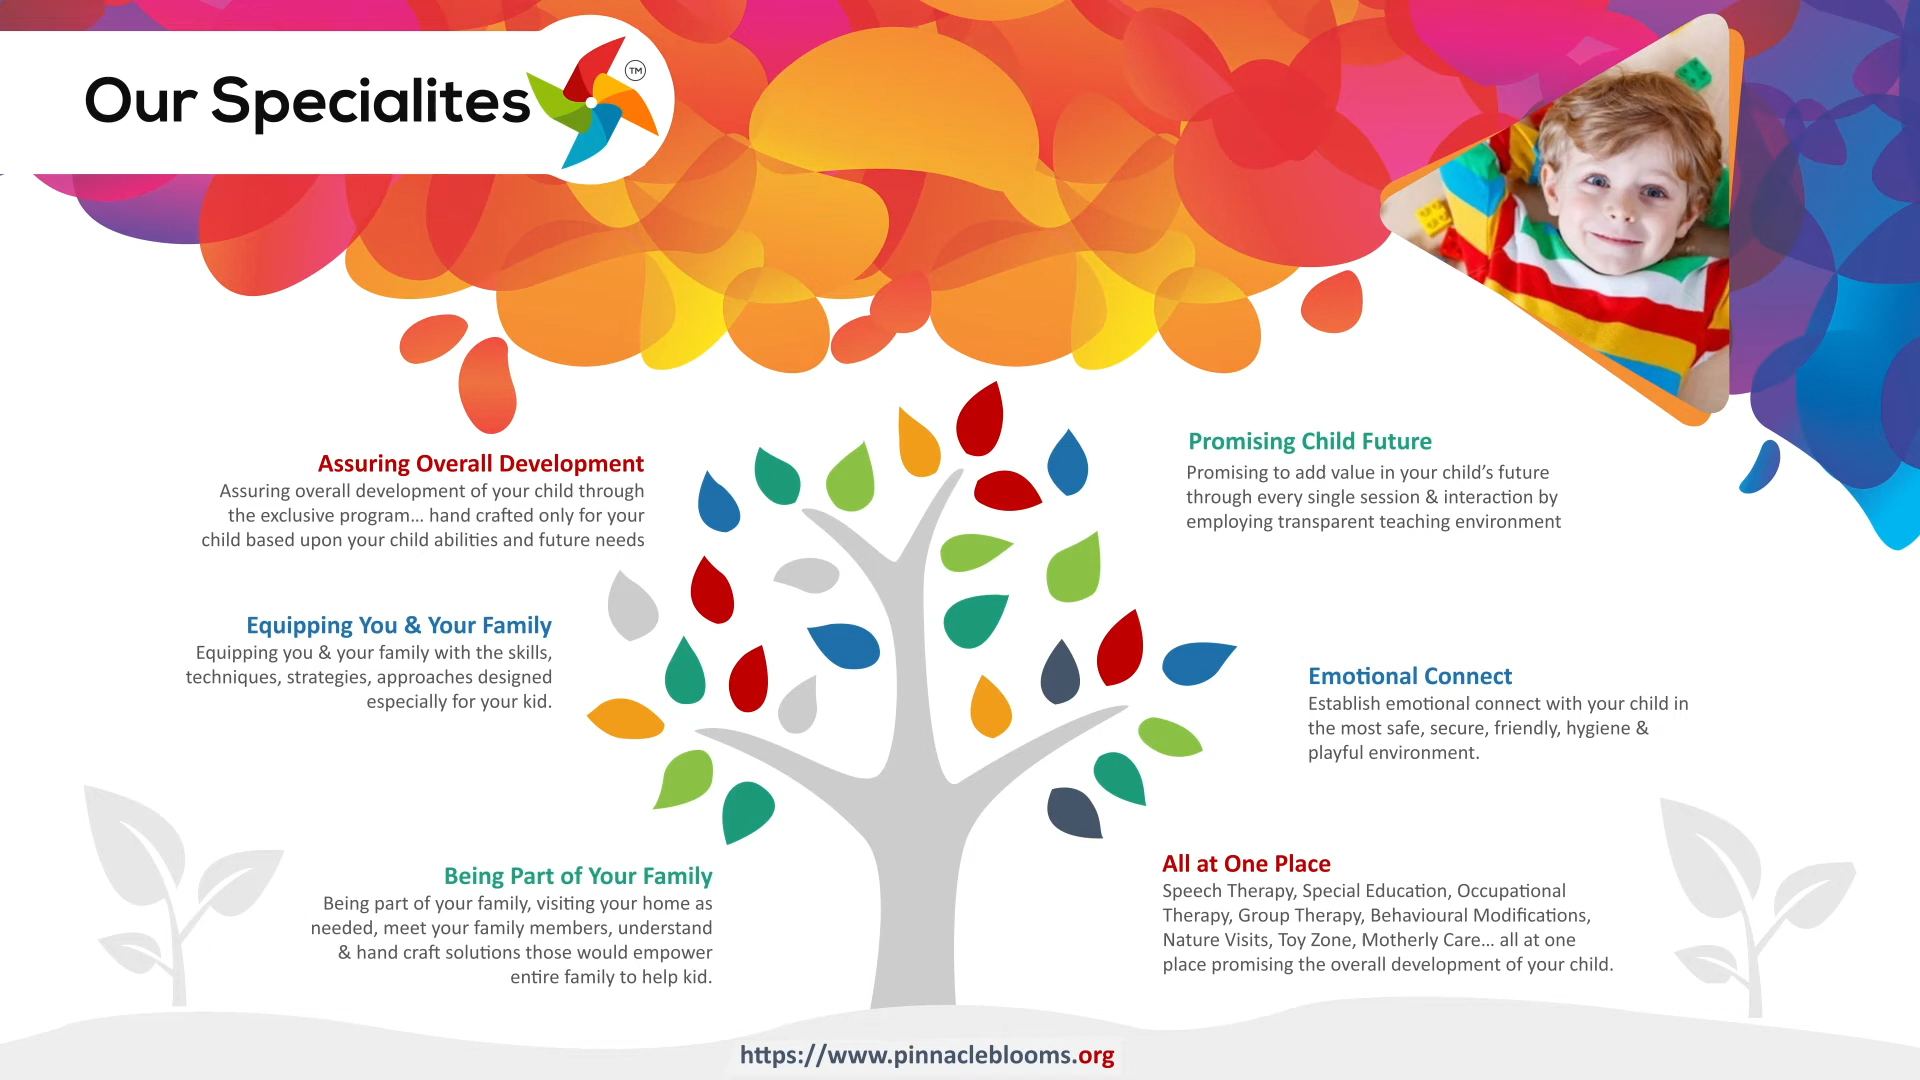 Our Specialites
TM
Assuring Overall Development
Assuring overall development of your child through
the exclusive program... hand crafted only for your
child based upon your child abilities and future needs
Equipping You & Your Family
Equipping you & your family with the skills,
techniques, strategies, approaches designed
especially for your kid.
Being Part of Your Family
Being part of your family, visiting your home as
needed, meet your family members, understand
& hand craft solutions those would empower
entire family to help kid.
Promising Child Future
Promising to add value in your child’s future
through every single session & interaction by
employing transparent teaching environment
Emotional Connect
Establish emotional connect with your child in
the most safe, secure, friendly, hygiene &
playful environment.
All at One Place
Speech Therapy, Special Education, Occupational
Therapy, Group Therapy, Behavioural Modifications,
Nature Visits, Toy Zone, Motherly Care... all at one
place promising the overall development of your child.
https://www.pinnacleblooms.org